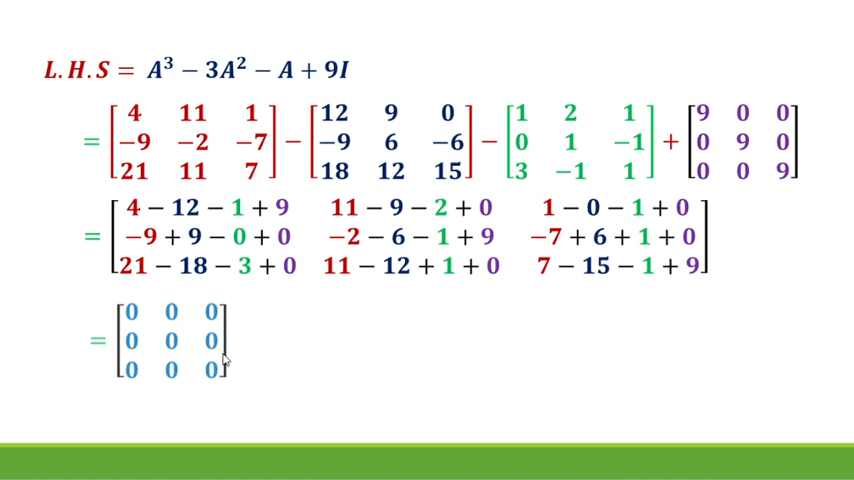 L.H.S = A³ − 3A² − A + 9I
= [4 11 1 −9 −2 −7 21 11 7] − [12 9 0 −9 6 −6 18 12 15] − [1 2 1 0 1 −1 3 −1 1] + [9 0 0 0 9 0 0 0 9]
= [4 − 12 − 1 + 9 11 − 9 − 2 + 0 1 − 0 − 1 + 0
−9 + 9 − 0 + 0 −2 − 6 − 1 + 9 −7 + 6 + 1 + 0
21 − 18 − 3 + 0 11 − 12 + 1 + 0 7 − 15 − 1 + 9]
= [0 0 0
0 0 0
0 0 0]